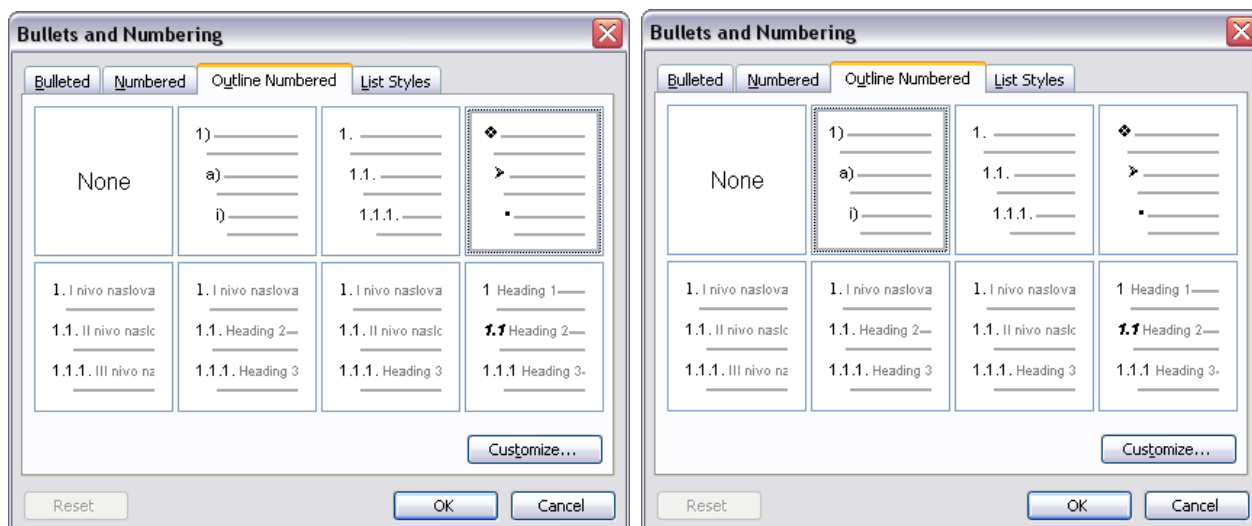 Bullets and Numbering
Bulleted Numbered Outline Numbered List Styles
None
1)
a)
i)
1.
1.1.
1.1.1.
1. I nivo naslova
1.1. II nivo naslc
1.1.1. III nivo na
1. I nivo naslova
1.1. Heading 2
1.1.1. Heading 3
1. I nivo naslova
1.1. II nivo naslc
1.1.1. Heading 3
1 Heading 1
1.1 Heading 2
1.1.1 Heading 3
Customize...
Reset OK Cancel
Bullets and Numbering
Bulleted Numbered Outline Numbered List Styles
None
1)
a)
i)
1.
1.1.
1.1.1.
1. I nivo naslova
1.1. II nivo naslc
1.1.1. III nivo na
1. I nivo naslova
1.1. Heading 2
1.1.1. Heading 3
1. I nivo naslova
1.1. II nivo naslc
1.1.1. Heading 3
1 Heading 1
1.1 Heading 2
1.1.1 Heading 3
Customize...
Reset OK Cancel